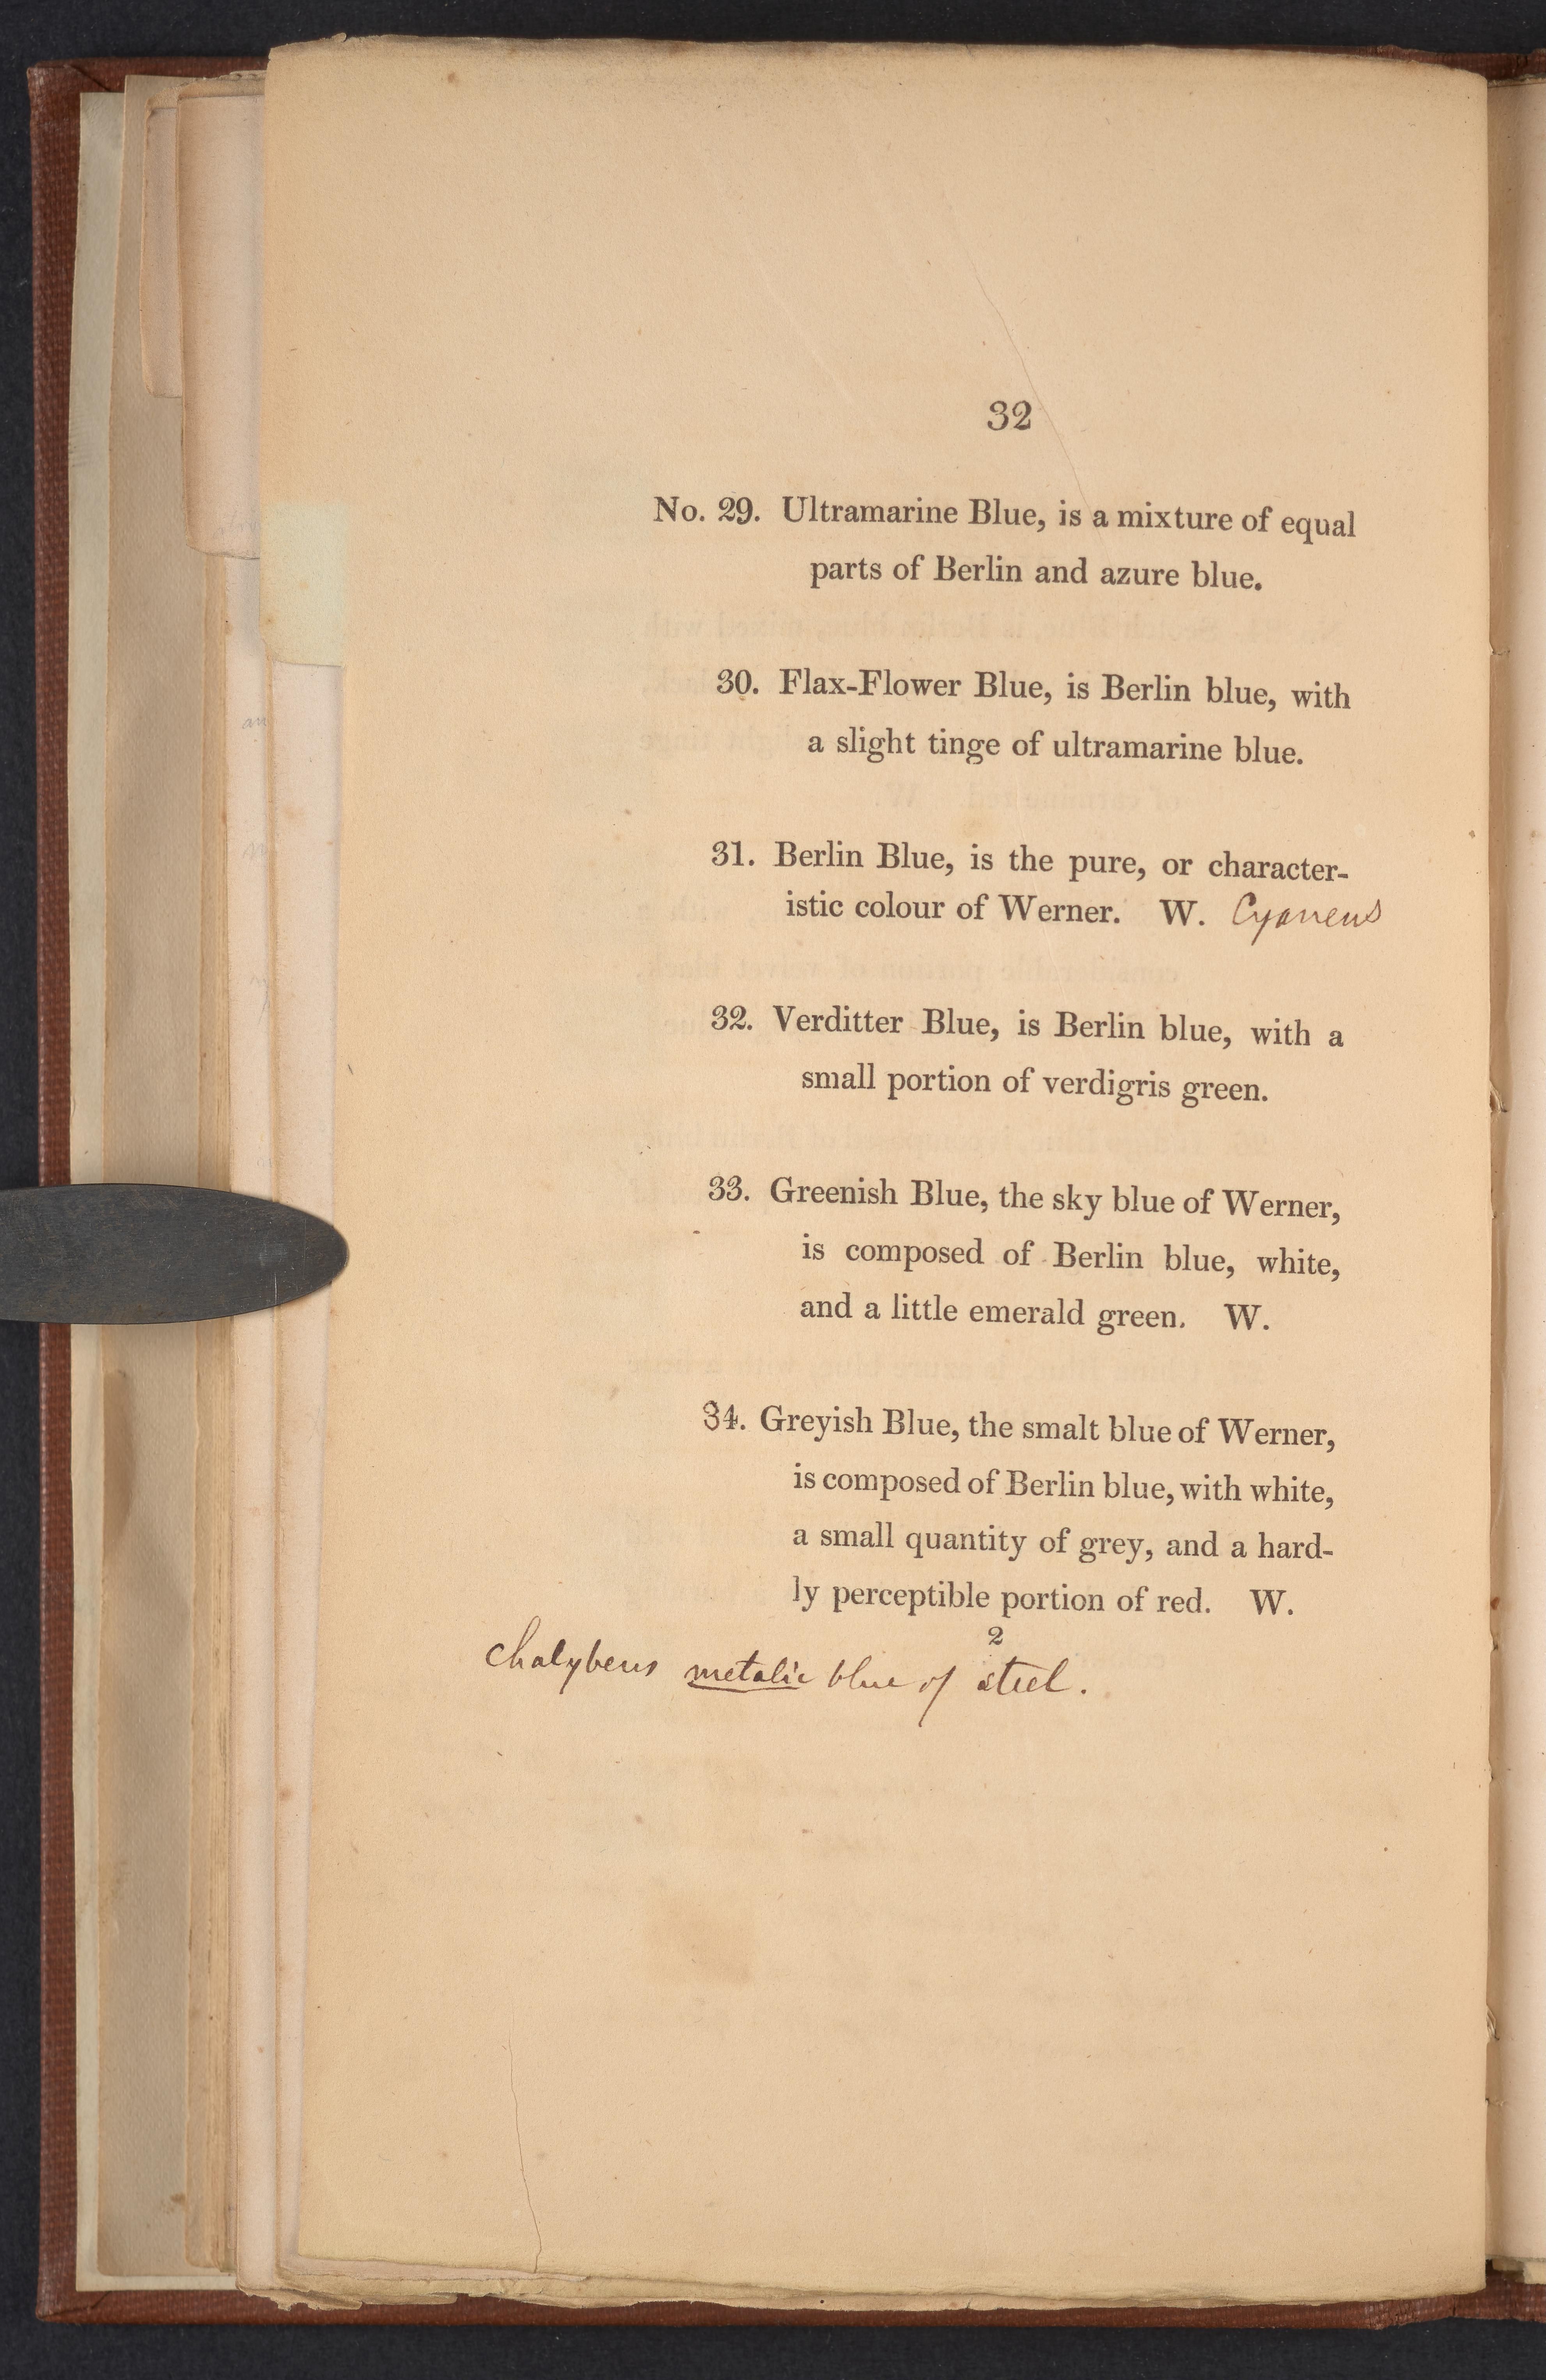 32
No. 29. Ultramarine Blue, is a mixture of equal
parts of Berlin and azure blue.
30. Flax-Flower Blue, is Berlin blue, with
a slight tinge of ultramarine blue.
31. Berlin Blue, is the pure, or character-
istic colour of Werner. W. Cyaneus
32. Verditter Blue, is Berlin blue, with a
small portion of verdigris green.
33. Greenish Blue, the sky blue of Werner,
is composed of Berlin blue, white,
and a little emerald green. W.
34. Greyish Blue, the smalt blue of Werner,
is composed of Berlin blue, with white,
a small quantity of grey, and a hard-
ly perceptible portion of red. W.
2
chalybeus metalic blue of steel.